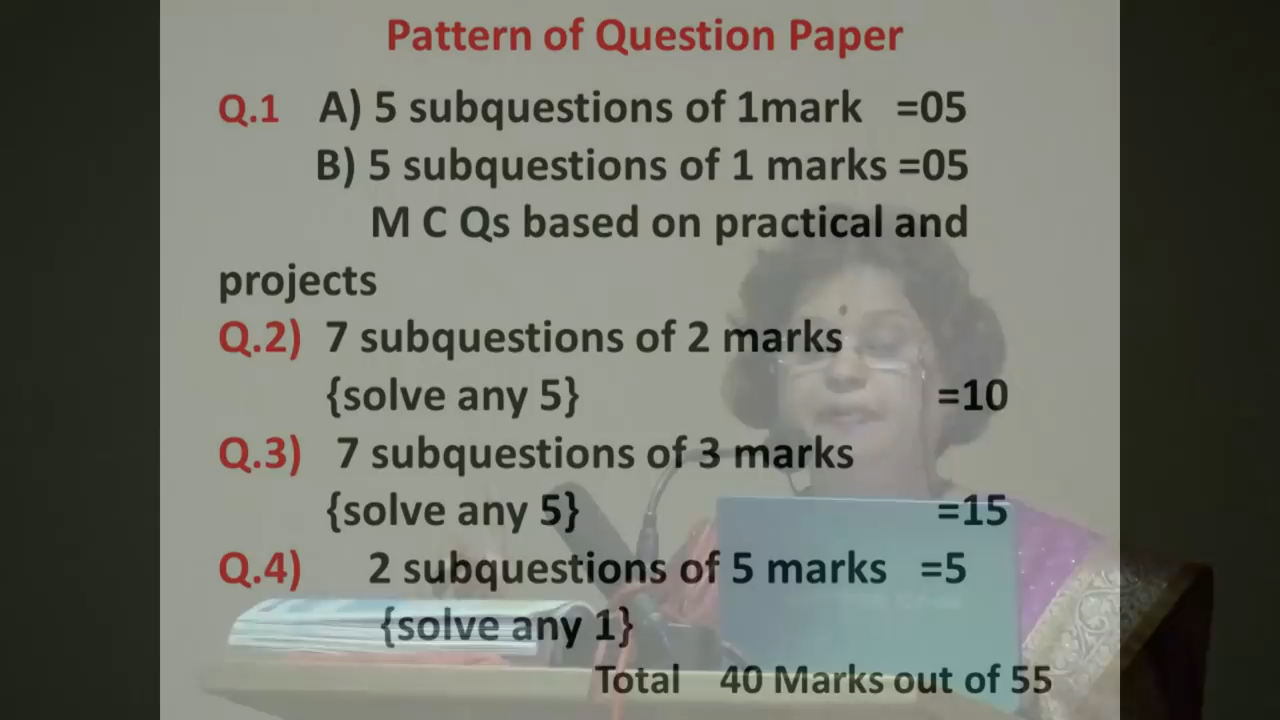 Pattern of Question Paper
Q.1 A) 5 subquestions of 1mark =05
B) 5 subquestions of 1 marks =05
M C Qs based on practical and
projects
Q.2) 7 subquestions of 2 marks
{solve any 5} =10
Q.3) 7 subquestions of 3 marks
{solve any 5} =15
Q.4) 2 subquestions of 5 marks =5
{solve any 1}
Total 40 Marks out of 55